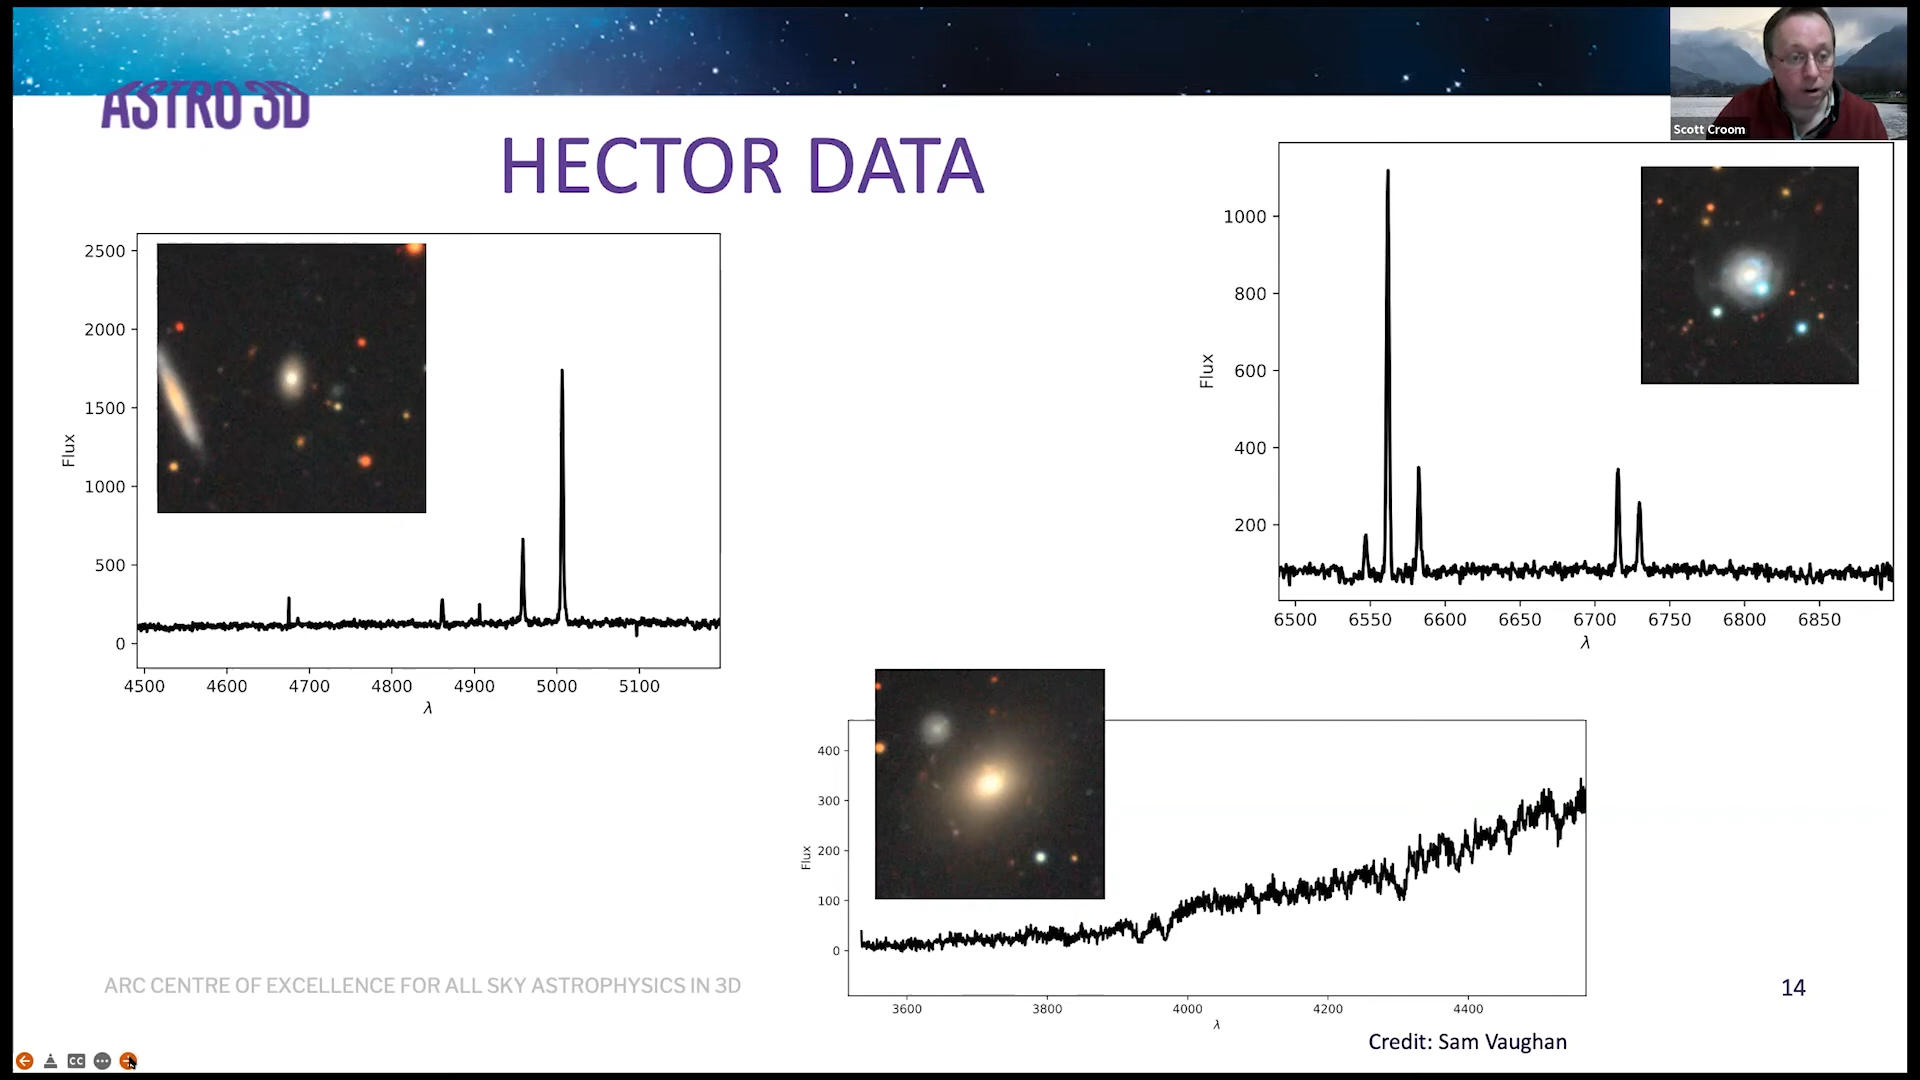 ASTRO 3D
Scott Croom
HECTOR DATA
2500
2000
1500
1000
500
0
Flux
4500 4600 4700 4800 4900 5000 5100
λ
1000
800
600
400
200
Flux
6500 6550 6600 6650 6700 6750 6800 6850
λ
400
300
200
100
0
Flux
3600 3800 4000 4200 4400
λ
ARC CENTRE OF EXCELLENCE FOR ALL SKY ASTROPHYSICS IN 3D
14
Credit: Sam Vaughan
CC